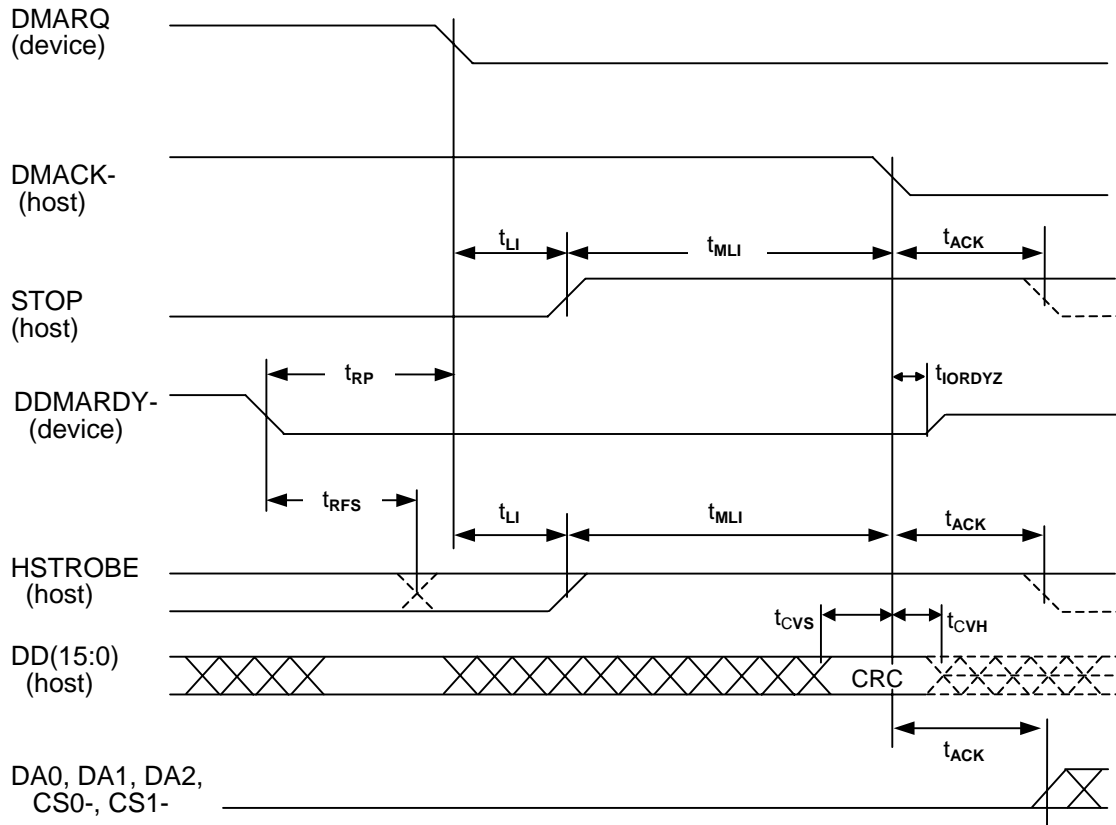 DMARQ
(device)
DMACK-
(host)
tLI
tMLI
tACK
STOP
(host)
tRP
tIORDYZ
DDMARDY-
(device)
tRFS
tLI
tMLI
tACK
HSTROBE
(host)
tCVS
tCVH
DD(15:0)
(host)
CRC
tACK
DA0, DA1, DA2,
CS0-, CS1-